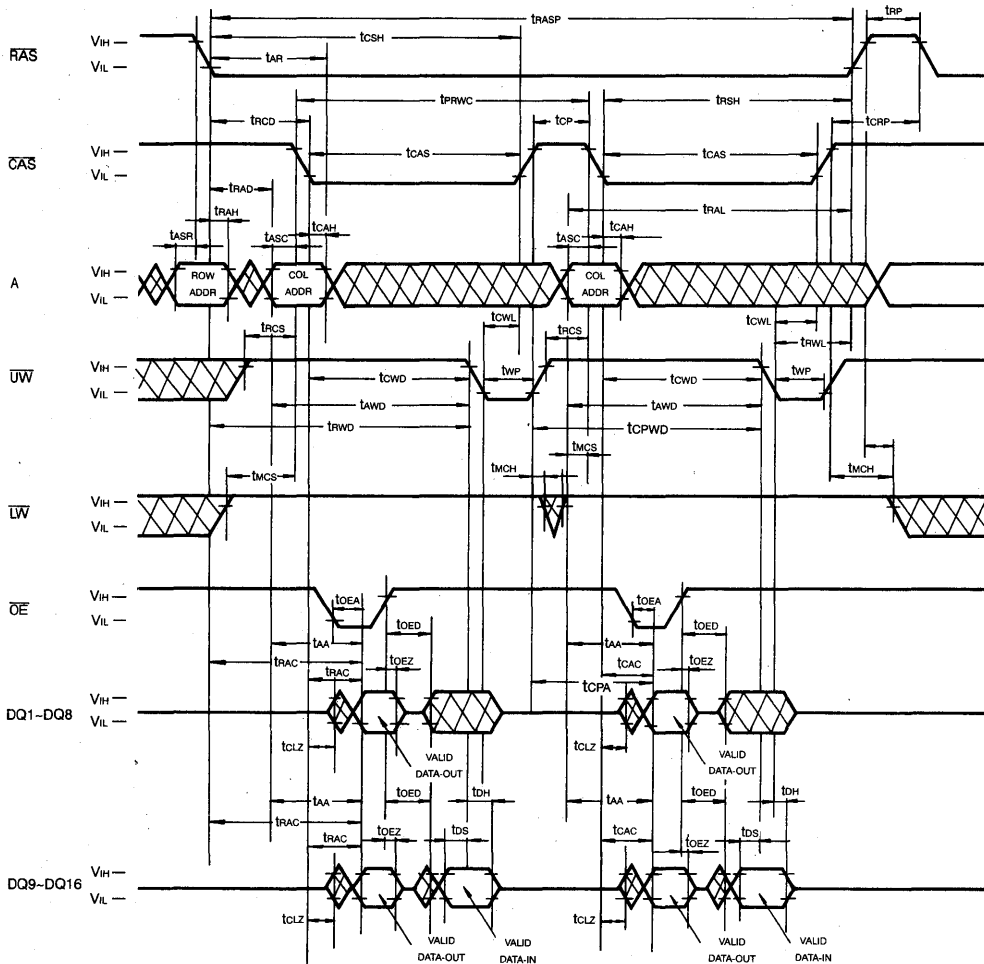 tRASP
tRP
tCSH
RAS
VIH
VIL
tAR
tPRWC
tRSH
tRCD
tCP
tCRP
CAS
VIH
VIL
tCAS
tCAS
tRAD
tRAH
tRAL
tASR
tASC
tCAH
tASC
tCAH
A
VIH
VIL
ROW
ADDR
COL
ADDR
COL
ADDR
tRCS
tCWL
tRCS
tCWL
tRWL
UW
VIH
VIL
tCWD
tWP
tCWD
tWP
tAWD
tAWD
tRWD
tCPWD
tMCS
tMCS
tMCH
tMCH
LW
VIH
VIL
OE
VIH
VIL
tOEA
tOEA
tOED
tOED
tAA
tAA
tRAC
tOEZ
tCAC
tOEZ
tRAC
tCPA
DQ1~DQ8
VIH
VIL
tCLZ
VALID
DATA-OUT
tCLZ
VALID
DATA-OUT
tAA
tOED
tDH
tAA
tOED
tDH
tRAC
tRAC
tOEZ
tDS
tCAC
tOEZ
tDS
DQ9~DQ16
VIH
VIL
tCLZ
VALID
DATA-OUT
VALID
DATA-IN
tCLZ
VALID
DATA-OUT
VALID
DATA-IN